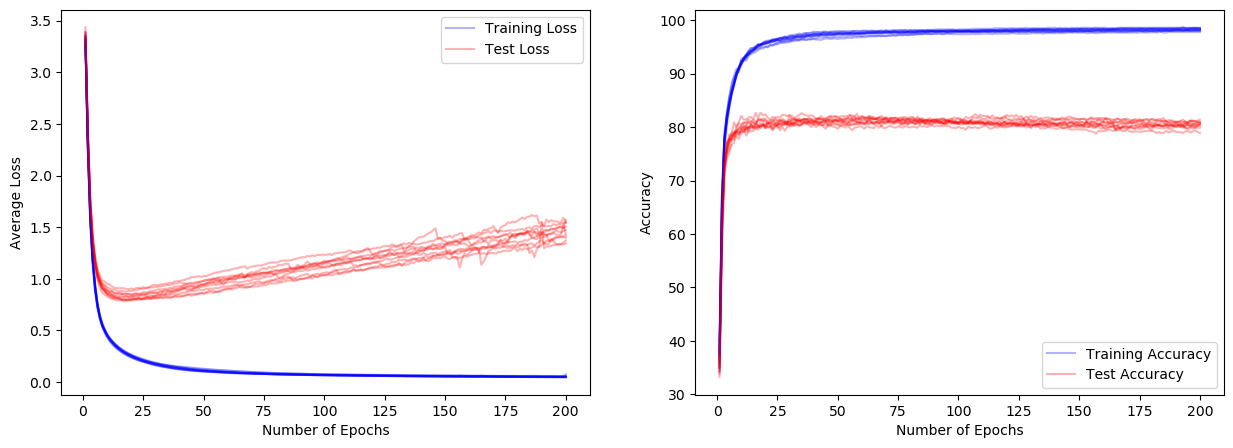 3.5
3.0
2.5
2.0
1.5
1.0
0.5
0.0
Average Loss
0 25 50 75 100 125 150 175 200
Number of Epochs
Training Loss
Test Loss
100
90
80
70
60
50
40
30
Accuracy
0 25 50 75 100 125 150 175 200
Number of Epochs
Training Accuracy
Test Accuracy